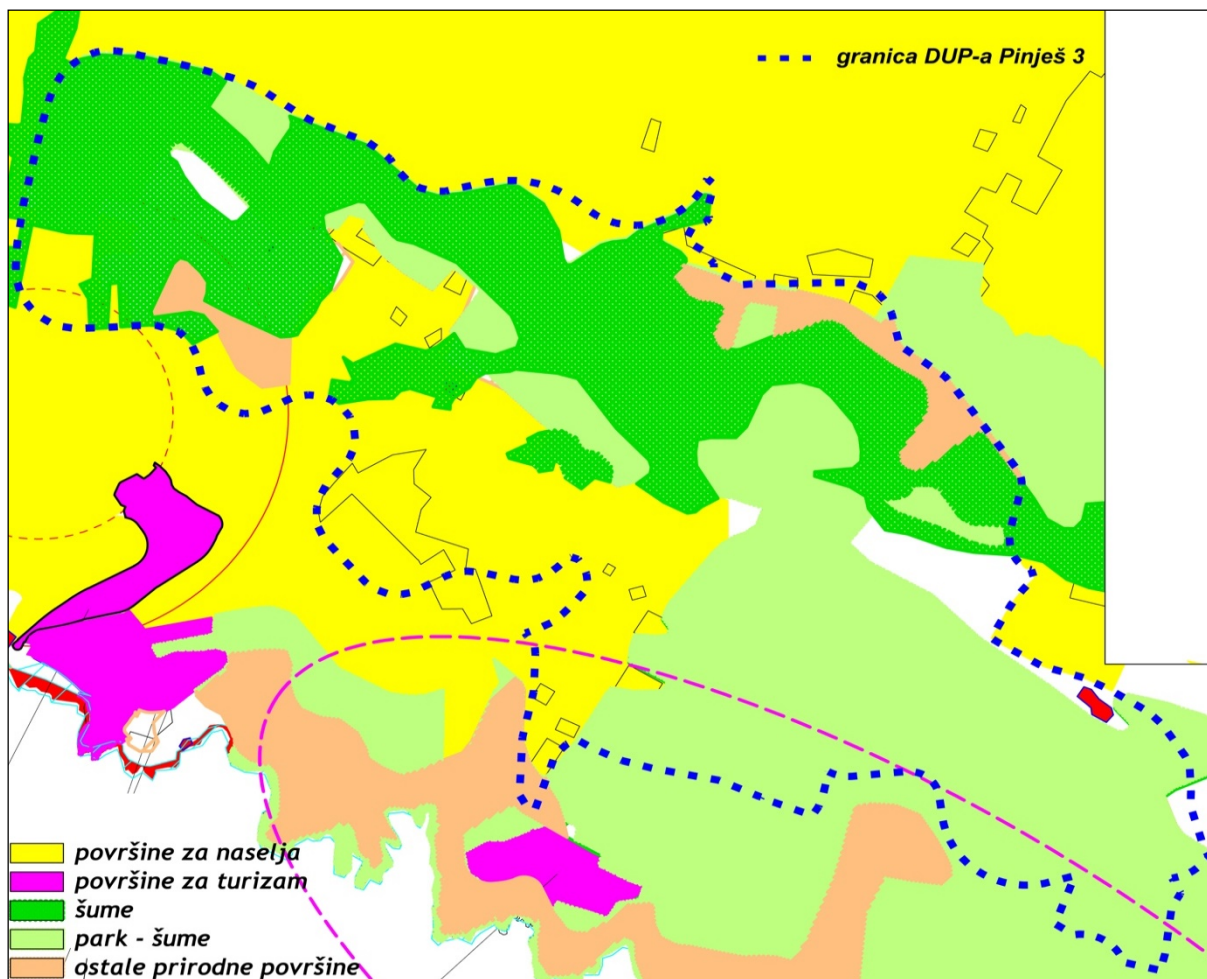 granica DUP-a Pinješ 3
površine za naselja
površine za turizam
šume
park - šume
ostale prirodne površine